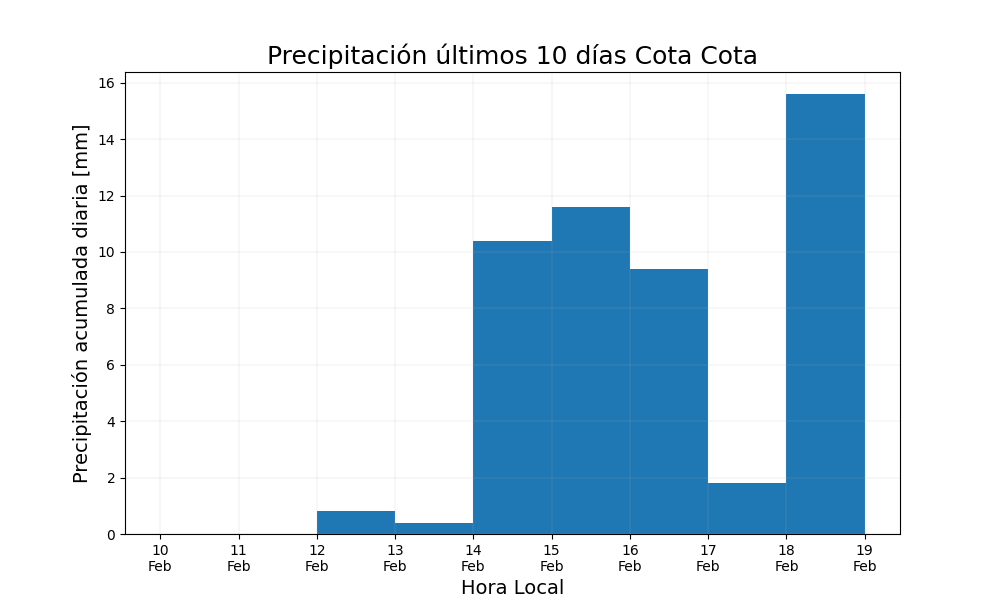 Precipitación últimos 10 días Cota Cota
Precipitación acumulada diaria [mm]
16
14
12
10
8
6
4
2
0
10 11 12 13 14 15 16 17 18 19
Feb Feb Feb Feb Feb Feb Feb Feb Feb Feb
Hora Local